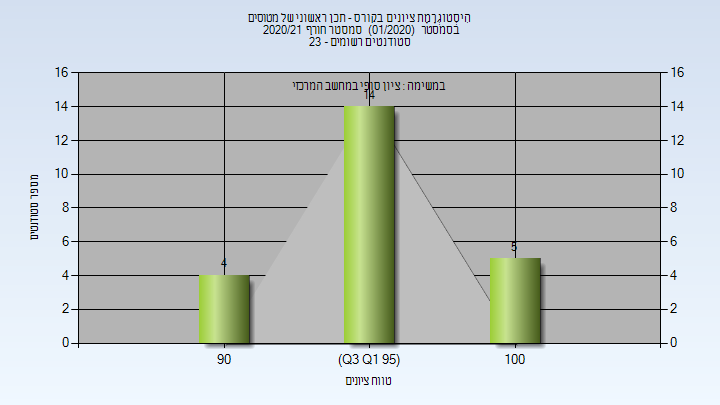 היסטוגרמת ציונים בקורס - תכן ראשוני של מטוסים
בסמסטר (01/2020) סמסטר חורף 2020/21
סטודנטים רשומים - 23
במשימה : ציון סופי במחשב המרכזי
16 16
14 14 14
12 12
10 10
8 8
6 6
5
4 4 4
2 2
0 0
90 (Q3 Q1 95) 100
טווח ציונים
מספר סטודנטים